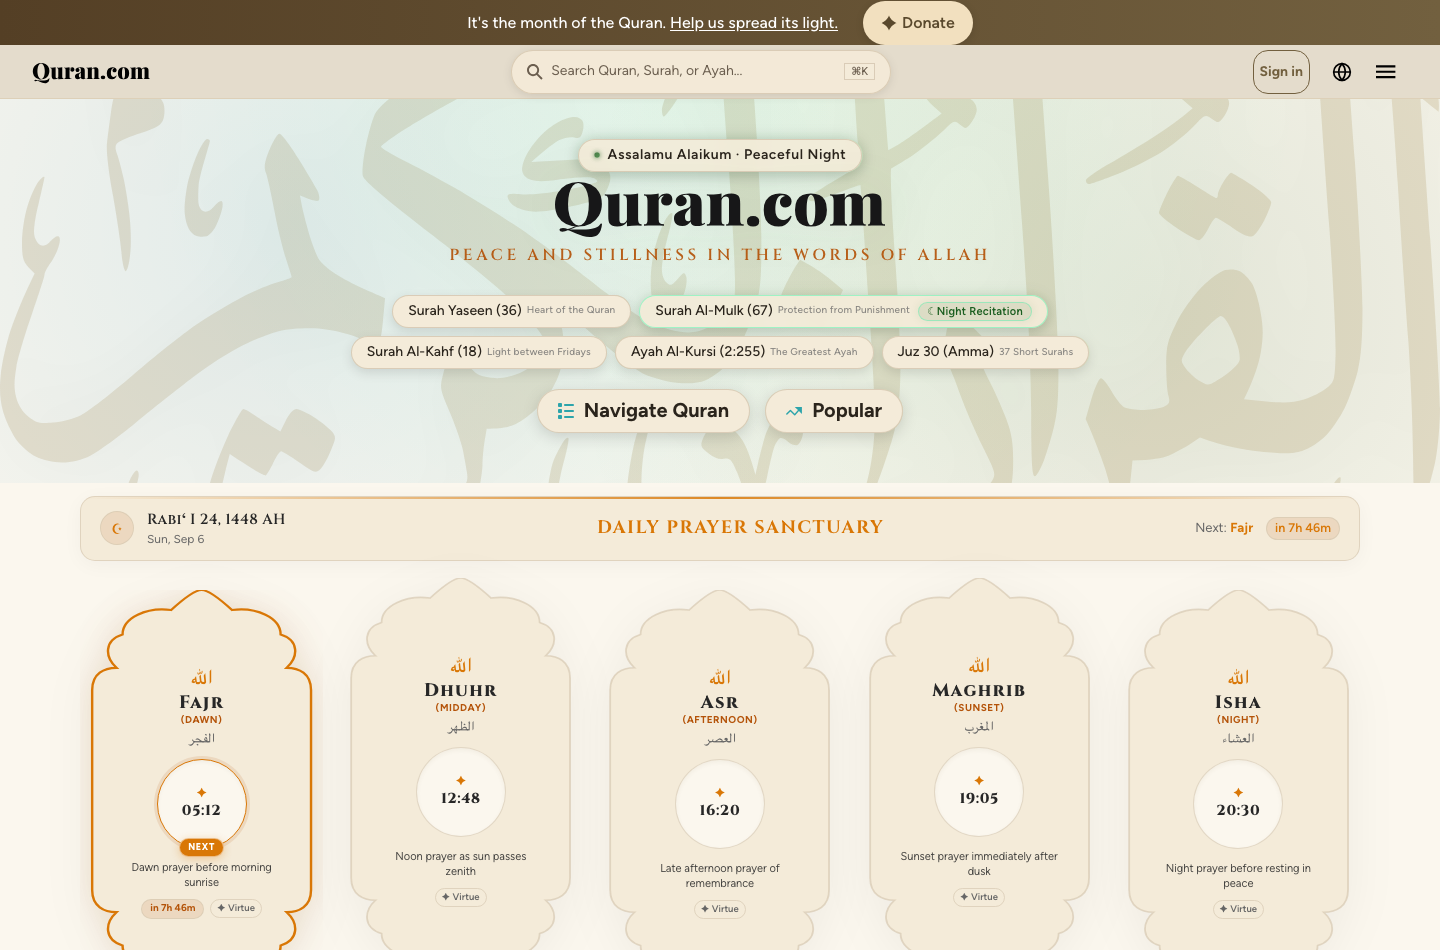 It's the month of the Quran. Help us spread its light.
Donate
Quran.com
Search Quran, Surah, or Ayah...
⌘K
Sign in
Assalamu Alaikum · Peaceful Night
Quran.com
PEACE AND STILLNESS IN THE WORDS OF ALLAH
Surah Yaseen (36) Heart of the Quran
Surah Al-Mulk (67) Protection from Punishment ☾ Night Recitation
Surah Al-Kahf (18) Light between Fridays
Ayah Al-Kursi (2:255) The Greatest Ayah
Juz 30 (Amma) 37 Short Surahs
Navigate Quran
Popular
Rabiʻ I 24, 1448 AH
Sun, Sep 6
DAILY PRAYER SANCTUARY
Next: Fajr
in 7h 46m
الله
Fajr
(DAWN)
الفجر
✦
05:12
NEXT
Dawn prayer before morning
sunrise
in 7h 46m
✦ Virtue
الله
Dhuhr
(MIDDAY)
الظهر
✦
12:48
Noon prayer as sun passes
zenith
✦ Virtue
الله
Asr
(AFTERNOON)
العصر
✦
16:20
Late afternoon prayer of
remembrance
✦ Virtue
الله
Maghrib
(SUNSET)
المغرب
✦
19:05
Sunset prayer immediately after
dusk
✦ Virtue
الله
Isha
(NIGHT)
العشاء
✦
20:30
Night prayer before resting in
peace
✦ Virtue